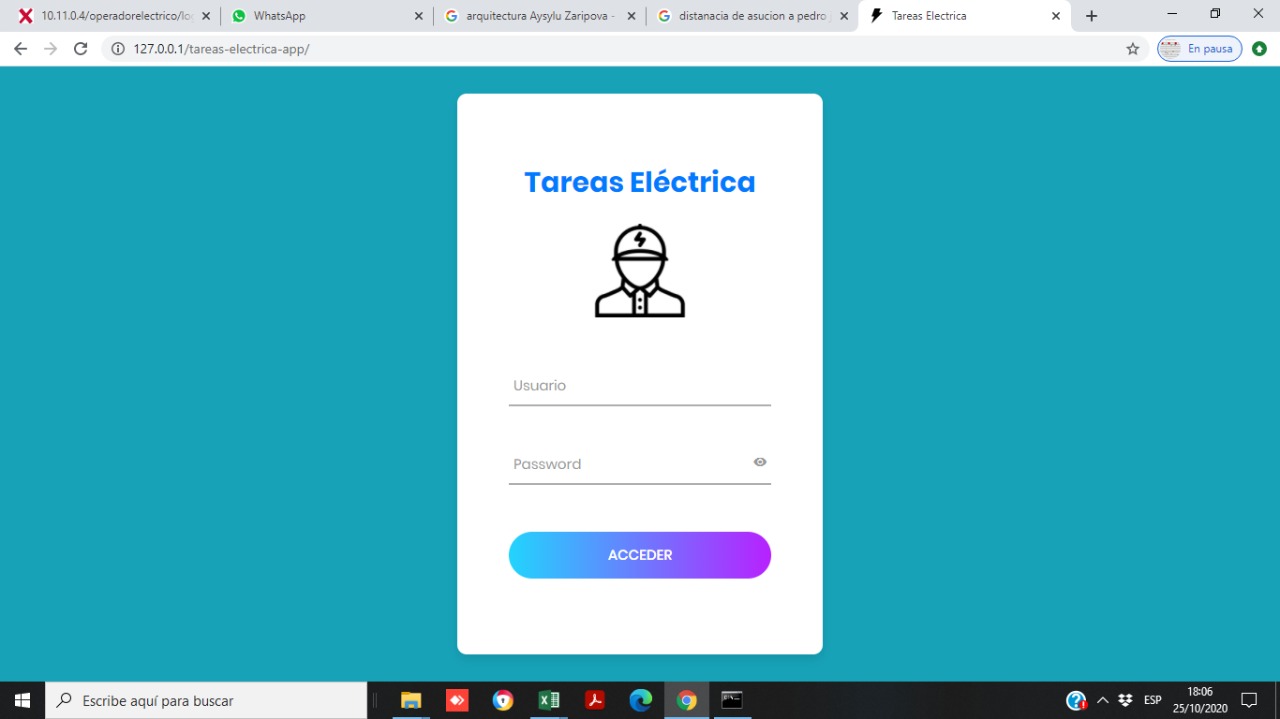 10.11.0.4/operadorelectrico/lo
WhatsApp
arquitectura Aysylu Zaripova -
distanacia de asucion a pedro j
Tareas Electrica
127.0.0.1/tareas-electrica-app/
En pausa
Tareas Eléctrica
Usuario
Password
ACCEDER
Escribe aquí para buscar
ESP
18:06
25/10/2020